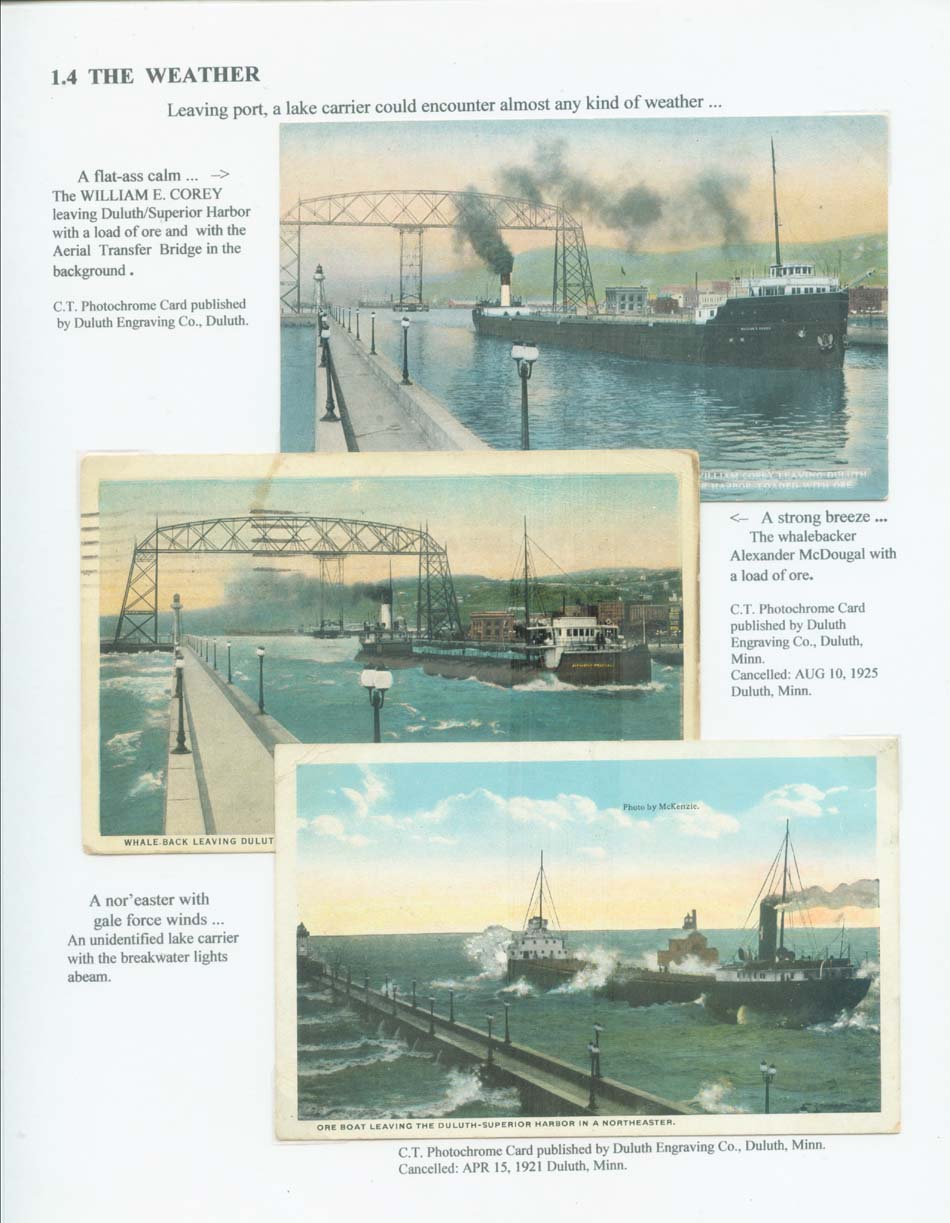 1.4 THE WEATHER
Leaving port, a lake carrier could encounter almost any kind of weather ...
A flat-ass calm ... -->
The WILLIAM E. COREY
leaving Duluth/Superior Harbor
with a load of ore and with the
Aerial Transfer Bridge in the
background .
C.T. Photochrome Card published
by Duluth Engraving Co., Duluth.
WILLIAM COREY LEAVING DULUTH
HARBOR, LOADED WITH ORE
<-- A strong breeze ...
The whalebacker
Alexander McDougal with
a load of ore.
C.T. Photochrome Card
published by Duluth
Engraving Co., Duluth,
Minn.
Cancelled: AUG 10, 1925
Duluth, Minn.
WHALE-BACK LEAVING DULUT
Photo by McKenzie.
A nor'easter with
gale force winds ...
An unidentified lake carrier
with the breakwater lights
abeam.
ORE BOAT LEAVING THE DULUTH-SUPERIOR HARBOR IN A NORTHEASTER.
C.T. Photochrome Card published by Duluth Engraving Co., Duluth, Minn.
Cancelled: APR 15, 1921 Duluth, Minn.